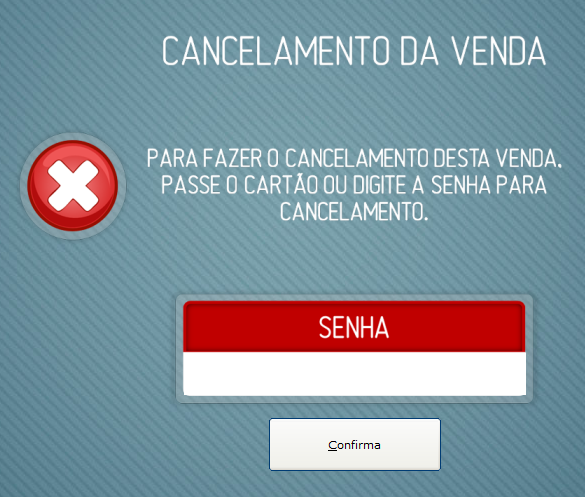 CANCELAMENTO DA VENDA
PARA FAZER O CANCELAMENTO DESTA VENDA,
PASSE O CARTÃO OU DIGITE A SENHA PARA
CANCELAMENTO.
SENHA
Confirma